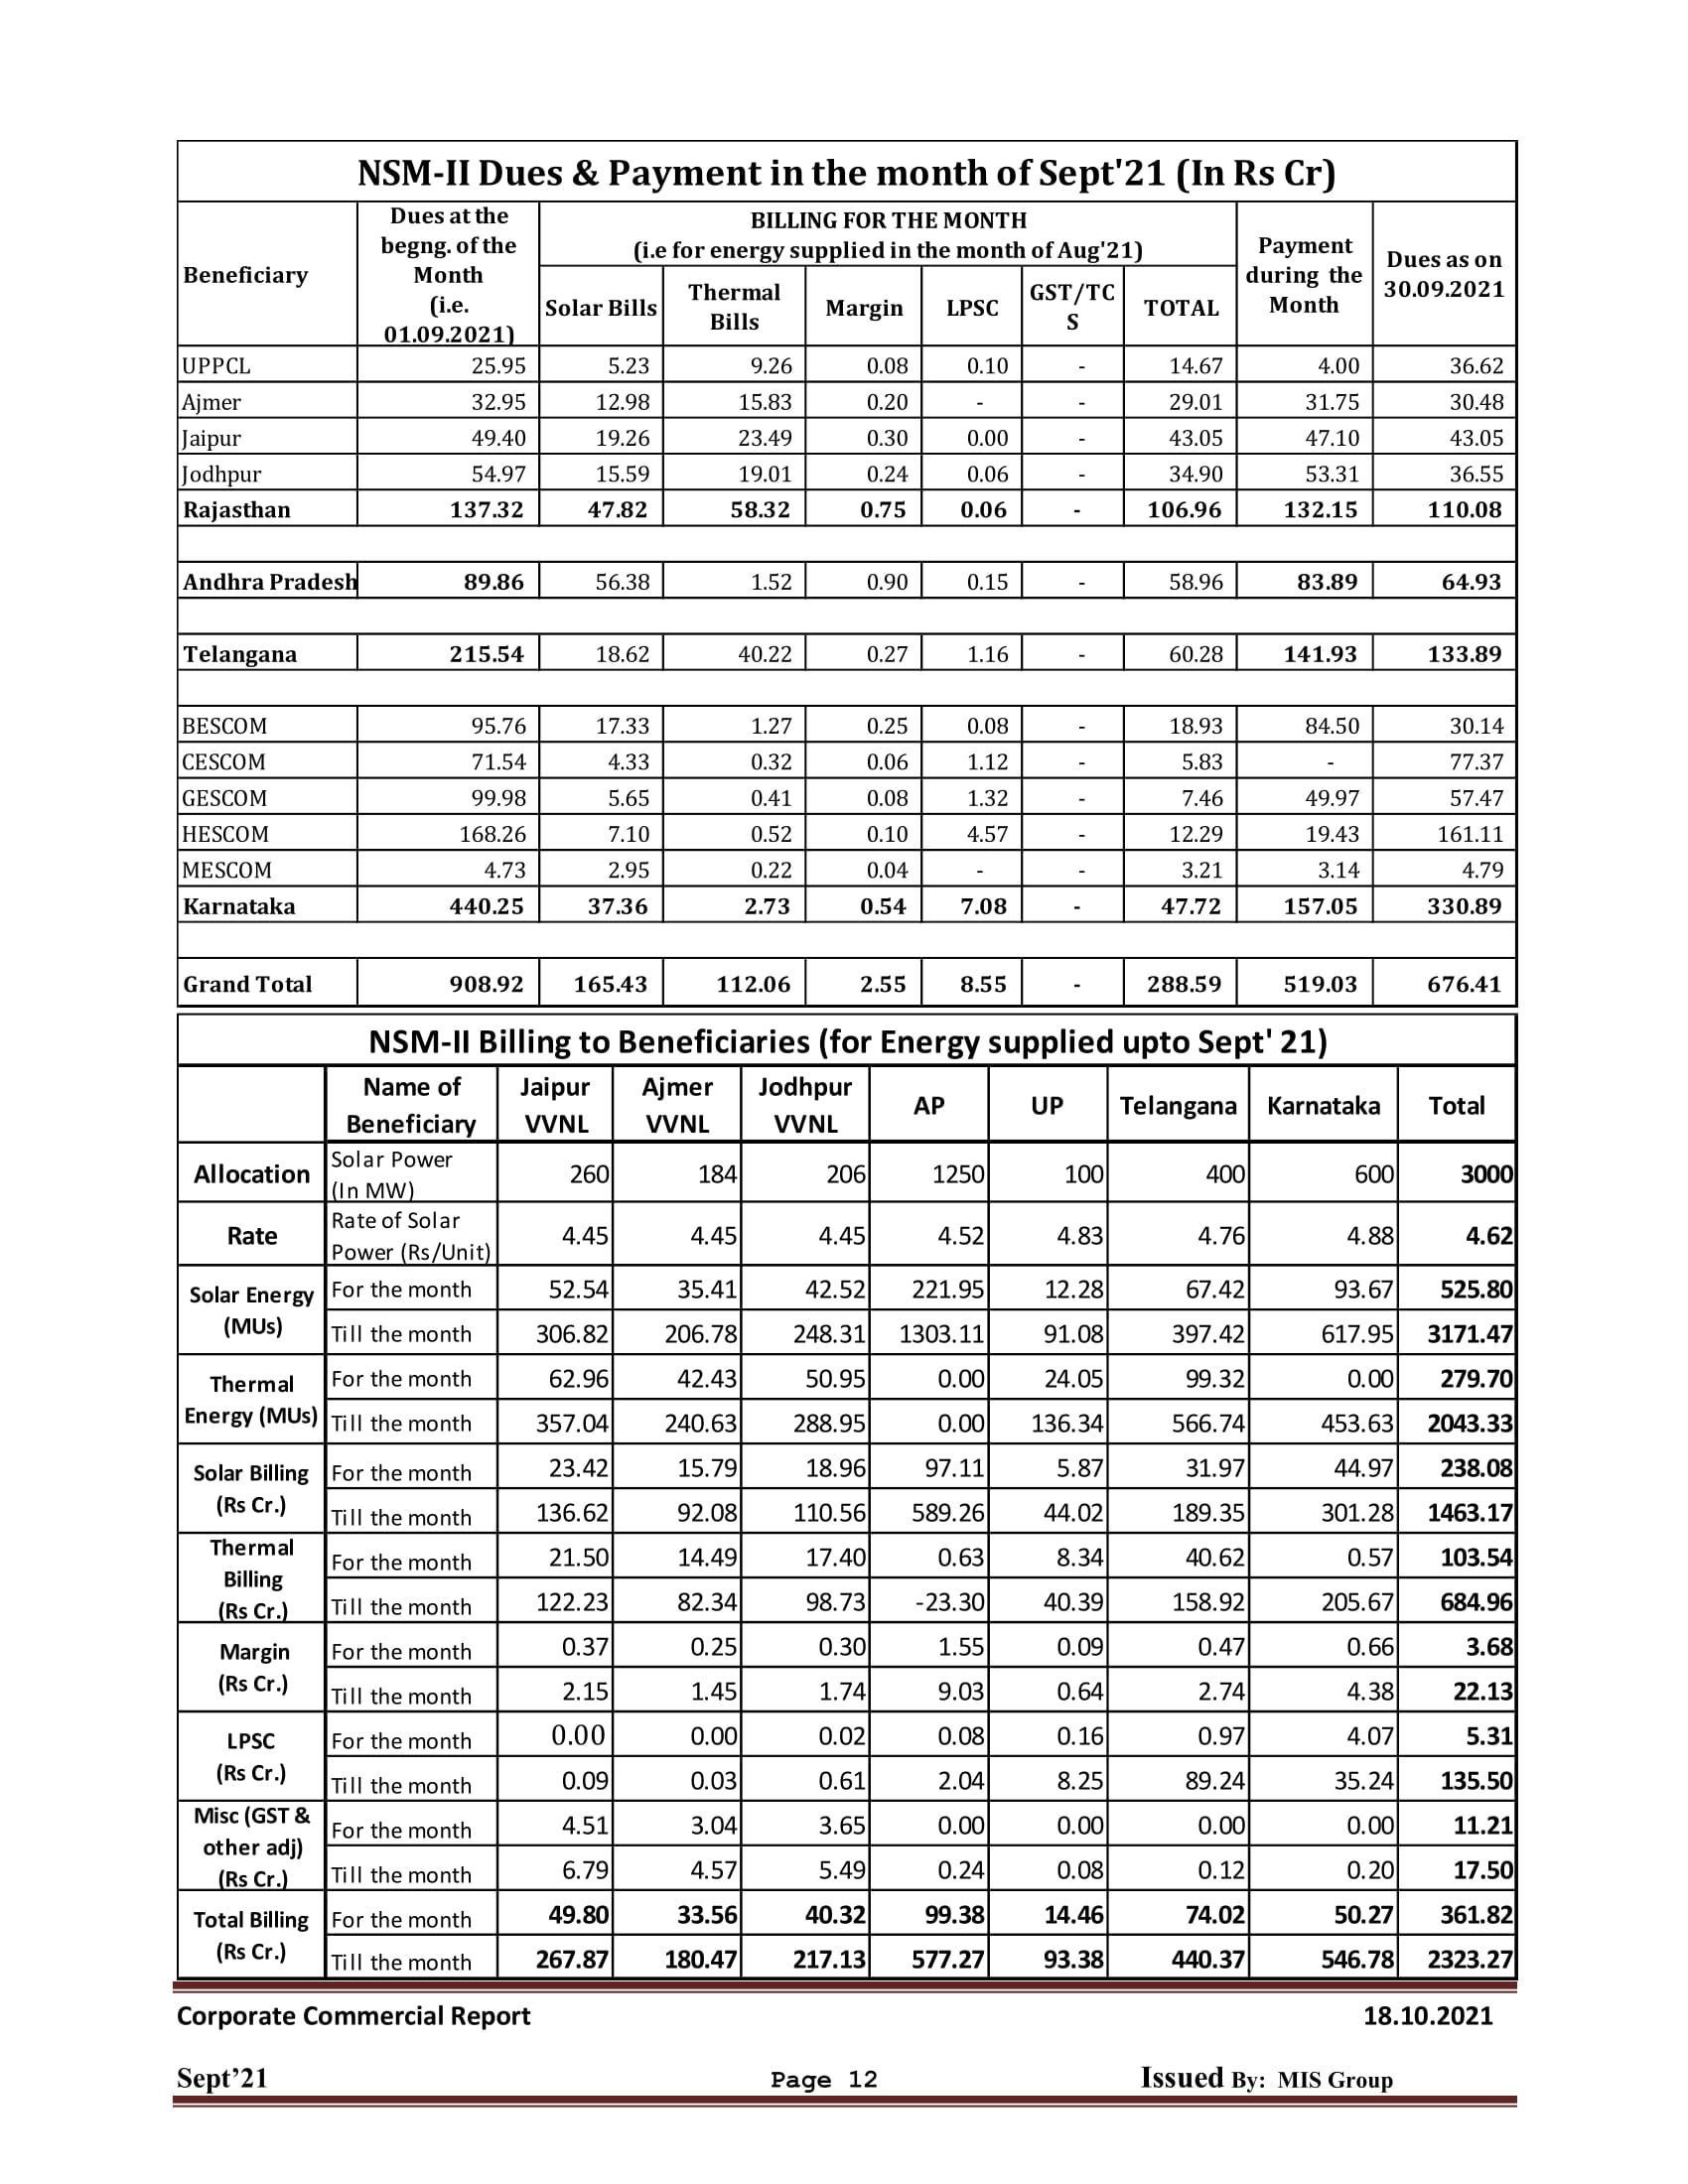 NSM-II Dues & Payment in the month of Sept'21 (In Rs Cr)
Beneficiary Dues at the begng. of the Month (i.e. 01.09.2021) BILLING FOR THE MONTH (i.e for energy supplied in the month of Aug'21) Payment during the Month Dues as on 30.09.2021
Solar Bills Thermal Bills Margin LPSC GST/TCS TOTAL
UPPCL 25.95 5.23 9.26 0.08 0.10 - 14.67 4.00 36.62
Ajmer 32.95 12.98 15.83 0.20 - - 29.01 31.75 30.48
Jaipur 49.40 19.26 23.49 0.30 0.00 - 43.05 47.10 43.05
Jodhpur 54.97 15.59 19.01 0.24 0.06 - 34.90 53.31 36.55
Rajasthan 137.32 47.82 58.32 0.75 0.06 - 106.96 132.15 110.08
Andhra Pradesh 89.86 56.38 1.52 0.90 0.15 - 58.96 83.89 64.93
Telangana 215.54 18.62 40.22 0.27 1.16 - 60.28 141.93 133.89
BESCOM 95.76 17.33 1.27 0.25 0.08 - 18.93 84.50 30.14
CESCOM 71.54 4.33 0.32 0.06 1.12 - 5.83 - 77.37
GESCOM 99.98 5.65 0.41 0.08 1.32 - 7.46 49.97 57.47
HESCOM 168.26 7.10 0.52 0.10 4.57 - 12.29 19.43 161.11
MESCOM 4.73 2.95 0.22 0.04 - - 3.21 3.14 4.79
Karnataka 440.25 37.36 2.73 0.54 7.08 - 47.72 157.05 330.89
Grand Total 908.92 165.43 112.06 2.55 8.55 - 288.59 519.03 676.41
NSM-II Billing to Beneficiaries (for Energy supplied upto Sept' 21)
Name of Beneficiary Jaipur VVNL Ajmer VVNL Jodhpur VVNL AP UP Telangana Karnataka Total
Allocation Solar Power (In MW) 260 184 206 1250 100 400 600 3000
Rate Rate of Solar Power (Rs/Unit) 4.45 4.45 4.45 4.52 4.83 4.76 4.88 4.62
Solar Energy (MUs) For the month 52.54 35.41 42.52 221.95 12.28 67.42 93.67 525.80
Till the month 306.82 206.78 248.31 1303.11 91.08 397.42 617.95 3171.47
Thermal Energy (MUs) For the month 62.96 42.43 50.95 0.00 24.05 99.32 0.00 279.70
Till the month 357.04 240.63 288.95 0.00 136.34 566.74 453.63 2043.33
Solar Billing (Rs Cr.) For the month 23.42 15.79 18.96 97.11 5.87 31.97 44.97 238.08
Till the month 136.62 92.08 110.56 589.26 44.02 189.35 301.28 1463.17
Thermal Billing (Rs Cr.) For the month 21.50 14.49 17.40 0.63 8.34 40.62 0.57 103.54
Till the month 122.23 82.34 98.73 -23.30 40.39 158.92 205.67 684.96
Margin (Rs Cr.) For the month 0.37 0.25 0.30 1.55 0.09 0.47 0.66 3.68
Till the month 2.15 1.45 1.74 9.03 0.64 2.74 4.38 22.13
LPSC (Rs Cr.) For the month 0.00 0.00 0.02 0.08 0.16 0.97 4.07 5.31
Till the month 0.09 0.03 0.61 2.04 8.25 89.24 35.24 135.50
Misc (GST & other adj) (Rs Cr.) For the month 4.51 3.04 3.65 0.00 0.00 0.00 0.00 11.21
Till the month 6.79 4.57 5.49 0.24 0.08 0.12 0.20 17.50
Total Billing (Rs Cr.) For the month 49.80 33.56 40.32 99.38 14.46 74.02 50.27 361.82
Till the month 267.87 180.47 217.13 577.27 93.38 440.37 546.78 2323.27
Corporate Commercial Report 18.10.2021
Sept’21 Page 12 Issued By: MIS Group